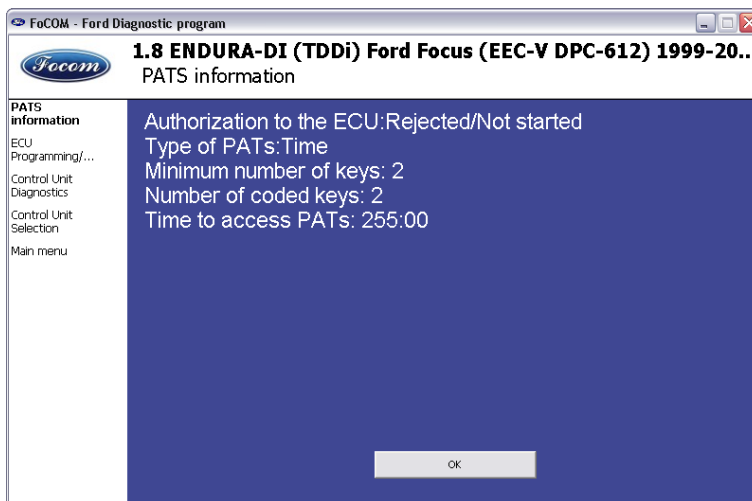 FoCOM - Ford Diagnostic program
Focom
1.8 ENDURA-DI (TDDi) Ford Focus (EEC-V DPC-612) 1999-20..
PATS information
PATS
information
ECU
Programming/...
Control Unit
Diagnostics
Control Unit
Selection
Main menu
Authorization to the ECU:Rejected/Not started
Type of PATs:Time
Minimum number of keys: 2
Number of coded keys: 2
Time to access PATs: 255:00
OK